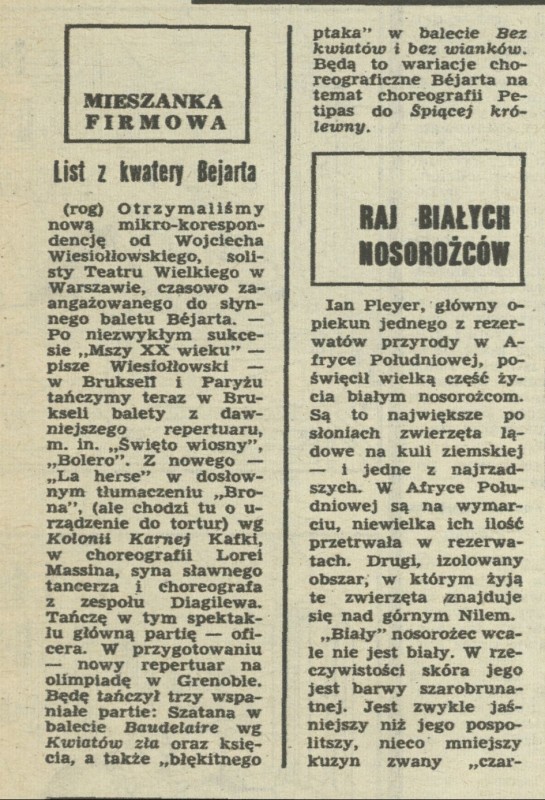 MIESZANKA
FIRMOWA
List z kwatery Bejarta
(rog) Otrzymaliśmy
nową mikro-korespon-
dencję od Wojciecha
Wiesiołłowskiego, soli-
sty Teatru Wielkiego w
Warszawie, czasowo za-
angażowanego do słyn-
nego baletu Béjarta. —
Po niezwykłym sukce-
sie „Mszy XX wieku" —
pisze Wiesiołłowski —
w Brukseli i Paryżu
tańczymy teraz w Bru-
kseli balety z daw-
niejszego repertuaru,
m. in. „Święto wiosny",
„Bolero". Z nowego —
„La herse" w dosłow-
nym tłumaczeniu „Bro-
na", (ale chodzi tu o u-
rządzenie do tortur) wg
Kolonii Karnej Kafki,
w choreografii Lorei
Massina, syna sławnego
tancerza i choreografa
z zespołu Diagilewa.
Tańczę w tym spektak-
lu główną partię — ofi-
cera. W przygotowaniu
— nowy repertuar na
olimpiadę w Grenoble.
Będę tańczył trzy wspa-
niałe partie: Szatana w
balecie Baudelaire wg
Kwiatów zła oraz księ-
cia, a także „błękitnego
ptaka" w balecie Bez
kwiatów i bez wianków.
Będą to wariacje cho-
reograficzne Béjarta na
temat choreografii Pe-
tipas do Śpiącej kró-
lewny.
RAJ BIAŁYCH
NOSOROŻCÓW
Ian Pleyer, główny o-
piekun jednego z rezer-
watów przyrody w A-
fryce Południowej, po-
święcił wielką część ży-
cia białym nosorożcom.
Są to największe po
słoniach zwierzęta lą-
dowe na kuli ziemskiej
— i jedne z najrzad-
szych. W Afryce Połu-
dniowej są na wymar-
ciu, niewielka ich ilość
przetrwała w rezerwa-
tach. Drugi, izolowany
obszar, w którym żyją
te zwierzęta znajduje
się nad górnym Nilem.
„Biały" nosorożec wca-
le nie jest biały. W rze-
czywistości skóra jego
jest barwy szarobruna-
tnej. Jest zwykle jaś-
niejszy niż jego pospo-
litszy, nieco mniejszy
kuzyn zwany „czar-